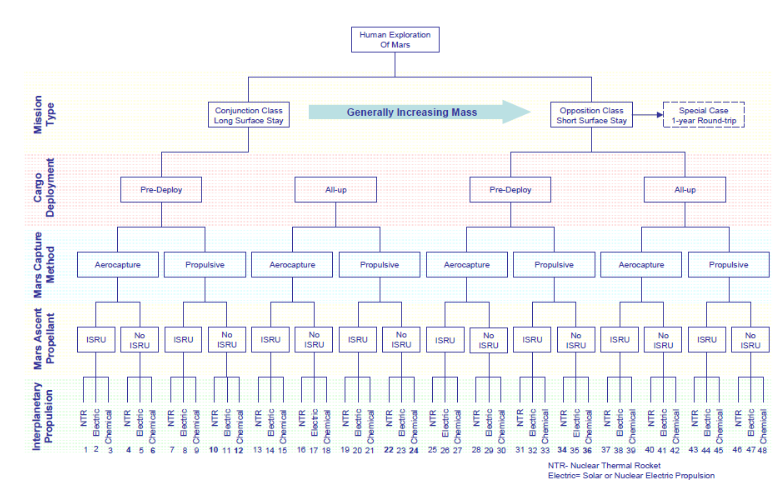 Human Exploration
Of Mars
Mission
Type
Conjunction Class
Long Surface Stay
Generally Increasing Mass
Opposition Class
Short Surface Stay
Special Case
1-year Round-trip
Cargo
Deployment
Pre-Deploy
All-up
Pre-Deploy
All-up
Mars Capture
Method
Aerocapture
Propulsive
Aerocapture
Propulsive
Aerocapture
Propulsive
Aerocapture
Propulsive
Mars Ascent
Propellant
ISRU
No
ISRU
ISRU
No
ISRU
ISRU
No
ISRU
ISRU
No
ISRU
ISRU
No
ISRU
ISRU
No
ISRU
ISRU
No
ISRU
ISRU
No
ISRU
Interplanetary
Propulsion
NTR Electric Chemical NTR Electric Chemical NTR Electric Chemical NTR Electric Chemical NTR Electric Chemical NTR Electric Chemical NTR Electric Chemical NTR Electric Chemical NTR Electric Chemical NTR Electric Chemical NTR Electric Chemical NTR Electric Chemical NTR Electric Chemical NTR Electric Chemical NTR Electric Chemical NTR Electric Chemical
1 2 3 4 5 6 7 8 9 10 11 12 13 14 15 16 17 18 19 20 21 22 23 24 25 26 27 28 29 30 31 32 33 34 35 36 37 38 39 40 41 42 43 44 45 46 47 48
NTR- Nuclear Thermal Rocket
Electric= Solar or Nuclear Electric Propulsion